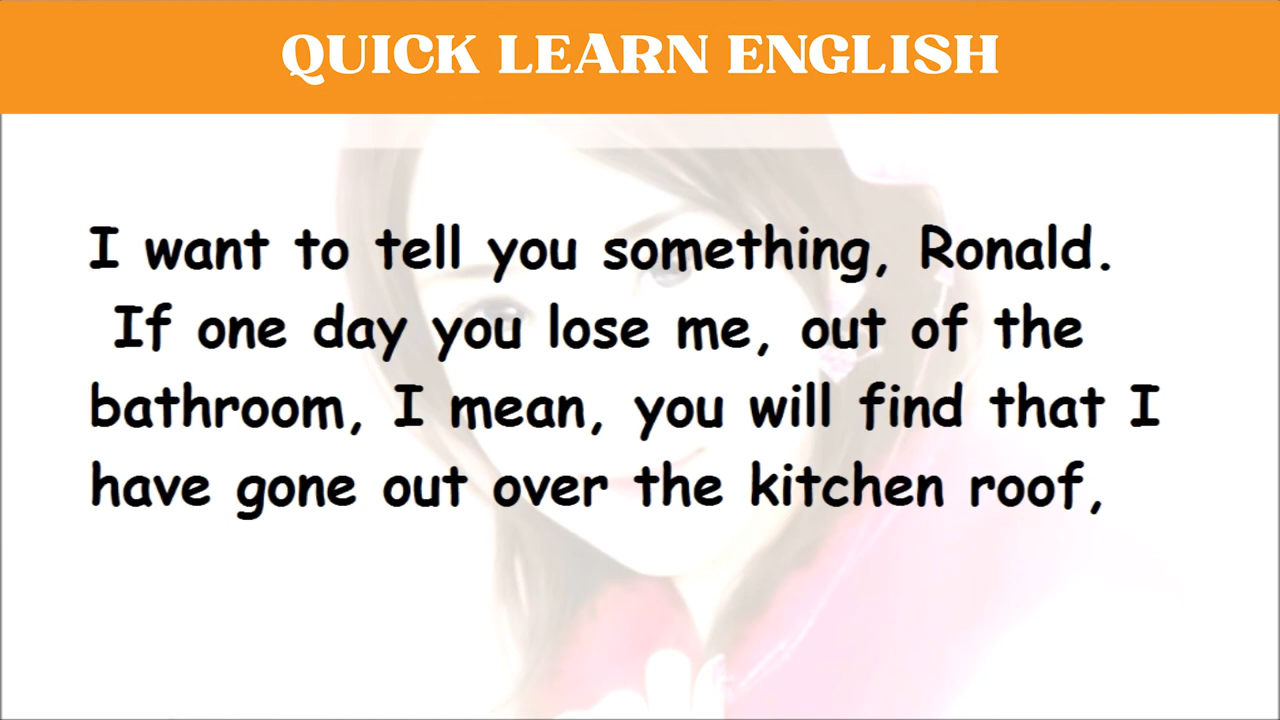 QUICK LEARN ENGLISH
I want to tell you something, Ronald.
If one day you lose me, out of the
bathroom, I mean, you will find that I
have gone out over the kitchen roof,